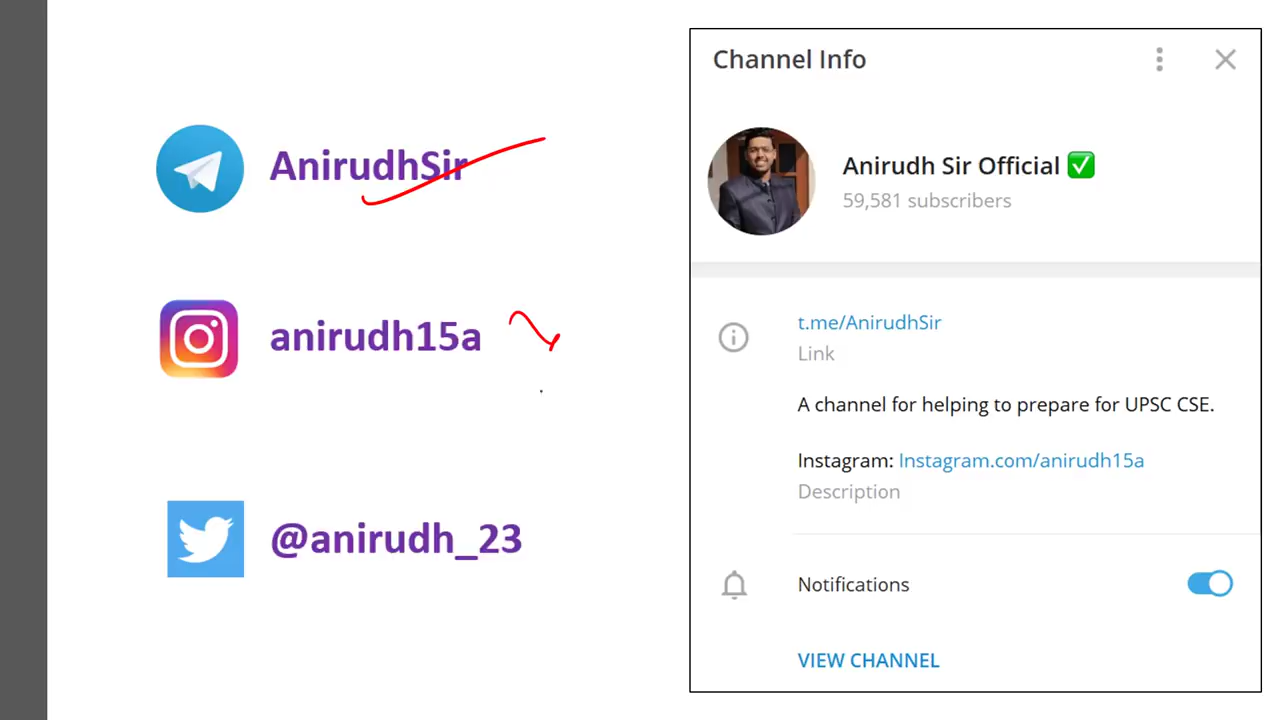 AnirudhSir
anirudh15a
@anirudh_23
Channel Info
Anirudh Sir Official ✅
59,581 subscribers
t.me/AnirudhSir
Link
A channel for helping to prepare for UPSC CSE.
Instagram: Instagram.com/anirudh15a
Description
Notifications
VIEW CHANNEL